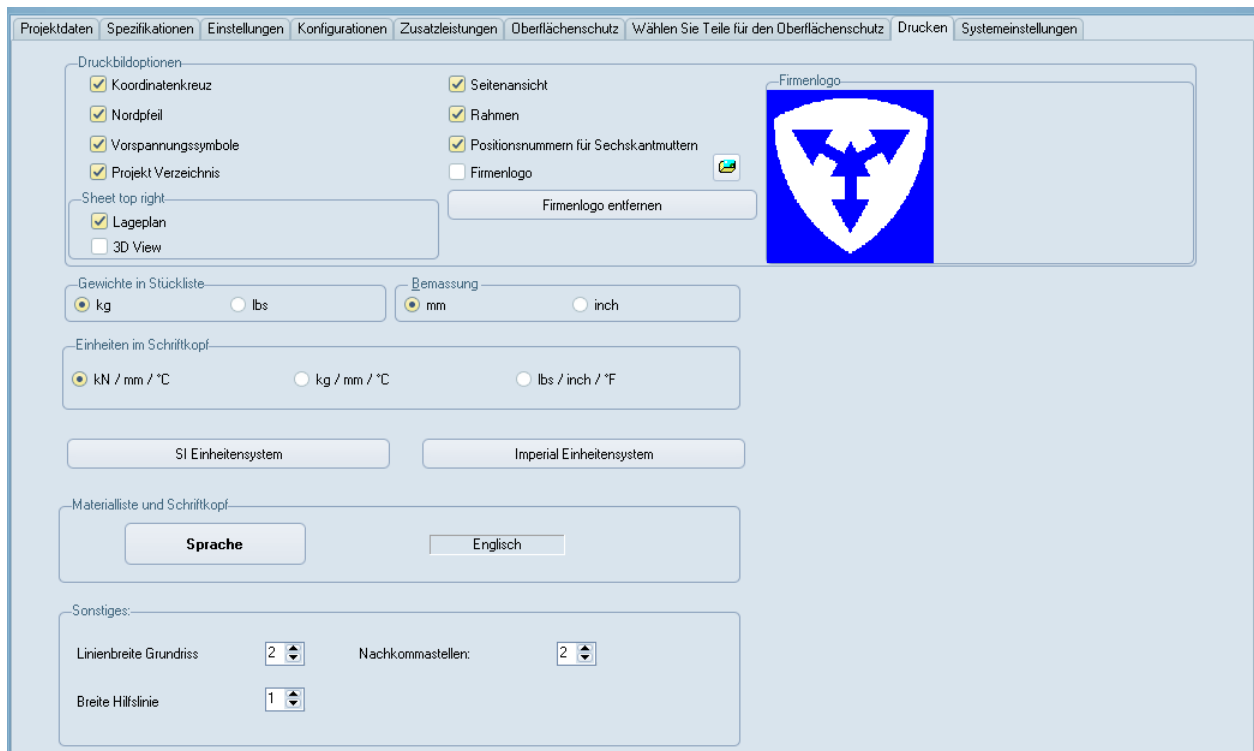 Projektdaten Spezifikationen Einstellungen Konfigurationen Zusatzleistungen Oberflächenschutz Wählen Sie Teile für den Oberflächenschutz Drucken Systemeinstellungen
Druckbildoptionen
Koordinatenkreuz Seitenansicht Firmenlogo
Nordpfeil Rahmen
Vorspannungssymbole Positionsnummern für Sechskantmuttern
Projekt Verzeichnis Firmenlogo
Sheet top right Firmenlogo entfernen
Lageplan
3D View
Gewichte in Stückliste Bemassung
kg lbs mm inch
Einheiten im Schriftkopf
kN / mm / °C kg / mm / °C lbs / inch / °F
SI Einheitensystem Imperial Einheitensystem
Materialliste und Schriftkopf
Sprache Englisch
Sonstiges:
Linienbreite Grundriss 2 Nachkommastellen: 2
Breite Hilfslinie 1